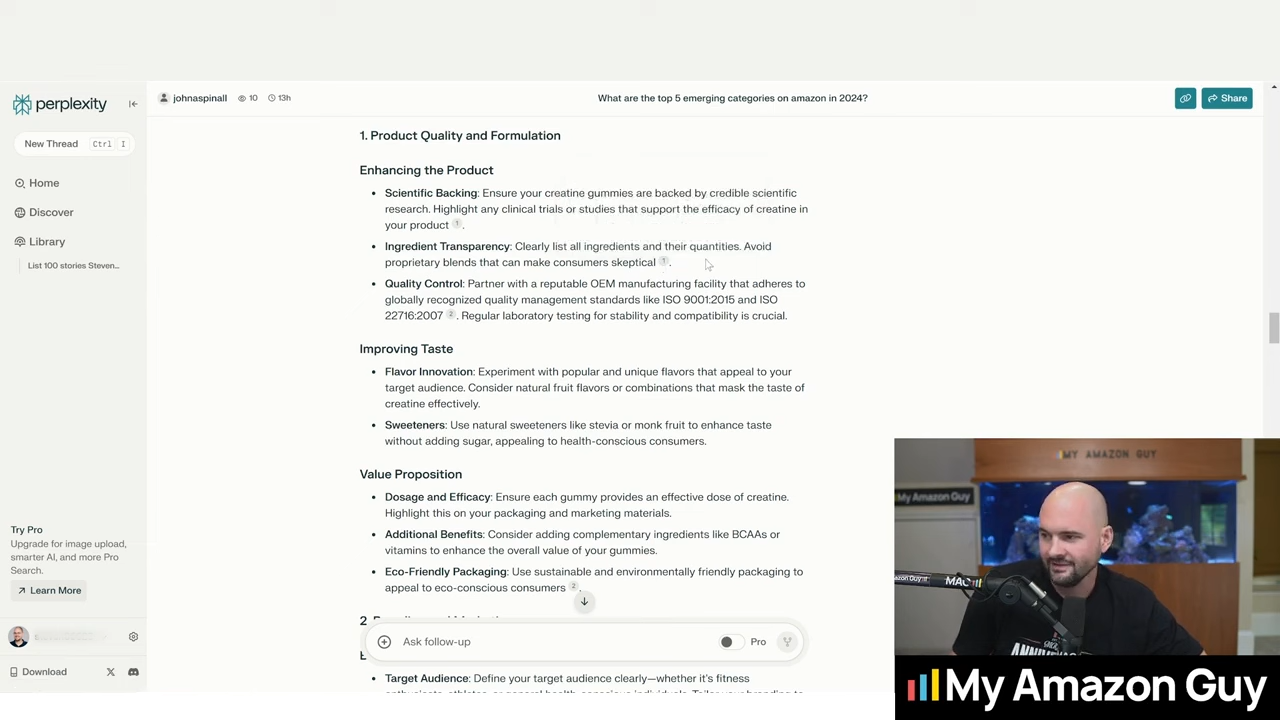 perplexity
johnaspinall
10
13h
What are the top 5 emerging categories on amazon in 2024?
Share
New Thread
Ctrl
I
Home
Discover
Library
List 100 stories Steven...
1. Product Quality and Formulation
Enhancing the Product
• Scientific Backing: Ensure your creatine gummies are backed by credible scientific
research. Highlight any clinical trials or studies that support the efficacy of creatine in
your product 1.
• Ingredient Transparency: Clearly list all ingredients and their quantities. Avoid
proprietary blends that can make consumers skeptical 1.
• Quality Control: Partner with a reputable OEM manufacturing facility that adheres to
globally recognized quality management standards like ISO 9001:2015 and ISO
22716:2007 2. Regular laboratory testing for stability and compatibility is crucial.
Improving Taste
• Flavor Innovation: Experiment with popular and unique flavors that appeal to your
target audience. Consider natural fruit flavors or combinations that mask the taste of
creatine effectively.
• Sweeteners: Use natural sweeteners like stevia or monk fruit to enhance taste
without adding sugar, appealing to health-conscious consumers.
Value Proposition
• Dosage and Efficacy: Ensure each gummy provides an effective dose of creatine.
Highlight this on your packaging and marketing materials.
• Additional Benefits: Consider adding complementary ingredients like BCAAs or
vitamins to enhance the overall value of your gummies.
• Eco-Friendly Packaging: Use sustainable and environmentally friendly packaging to
appeal to eco-conscious consumers 2.
2
Ask follow-up
Pro
• Target Audience: Define your target audience clearly—whether it's fitness
Try Pro
Upgrade for image upload,
smarter AI, and more Pro
Search.
Learn More
Download
MY AMAZON GUY
My Amazon Guy
azon Guy
My Amazon Guy